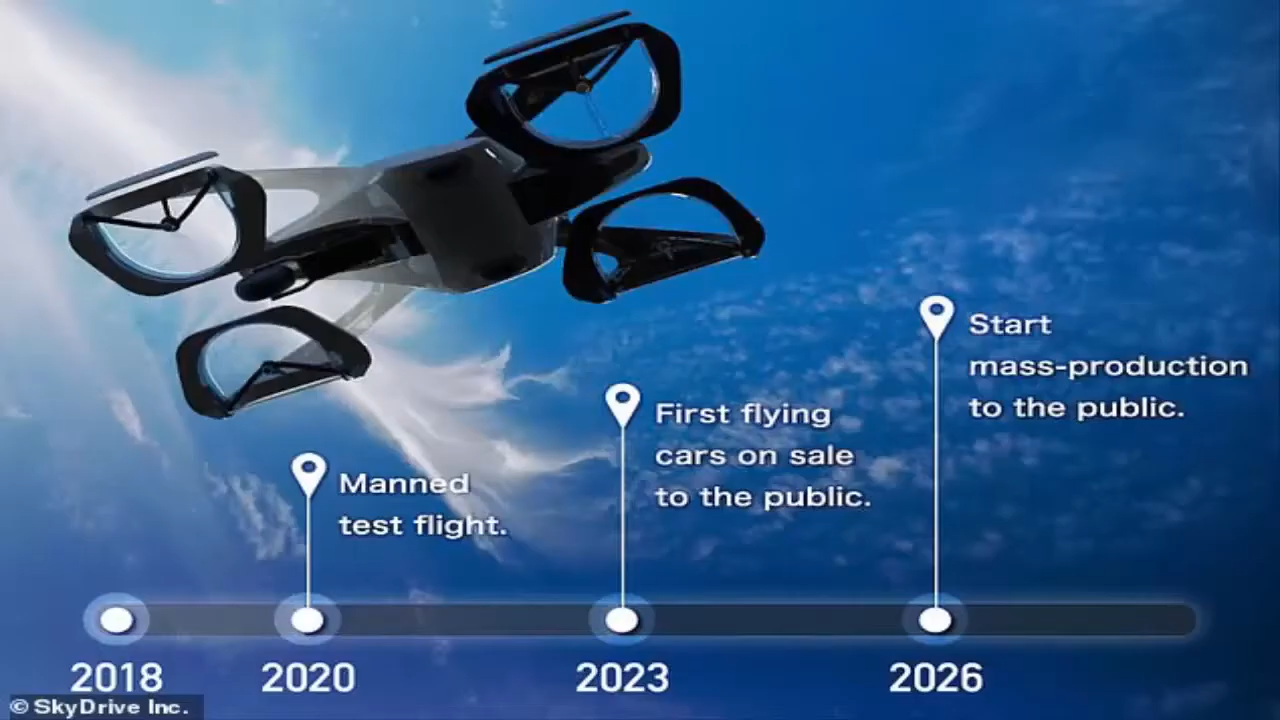 Start
mass-production
to the public.
First flying
cars on sale
to the public.
Manned
test flight.
2018
2020
2023
2026
© SkyDrive Inc.